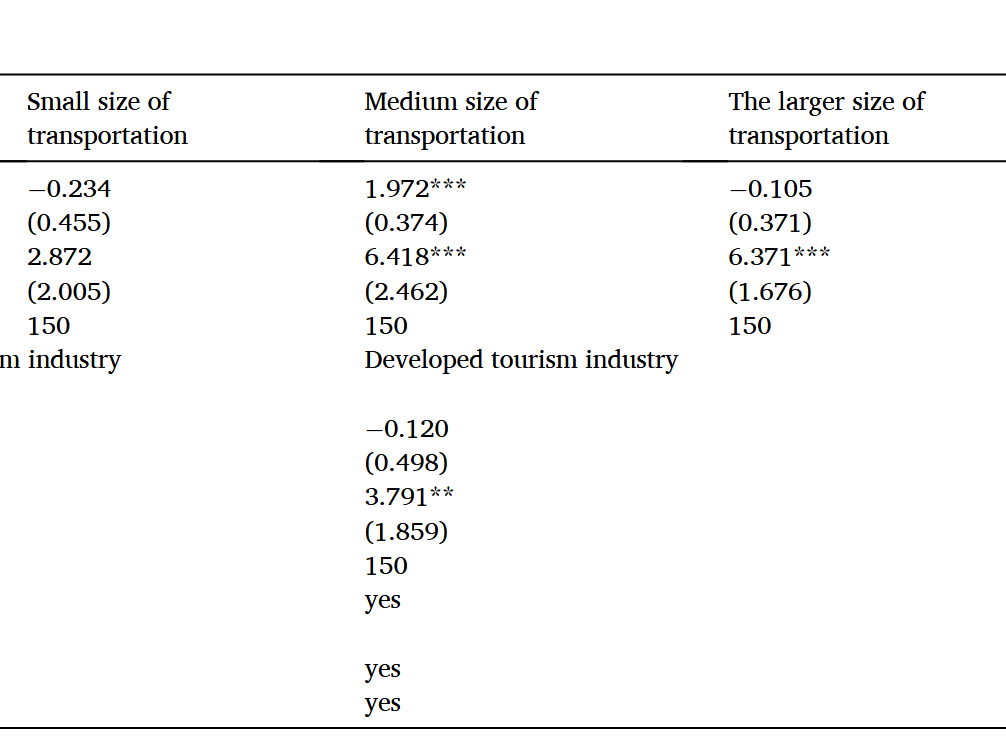 Small size of transportation Medium size of transportation The larger size of transportation
−0.234 1.972*** −0.105
(0.455) (0.374) (0.371)
2.872 6.418*** 6.371***
(2.005) (2.462) (1.676)
150 150 150
m industry Developed tourism industry
−0.120
(0.498)
3.791**
(1.859)
150
yes
yes
yes